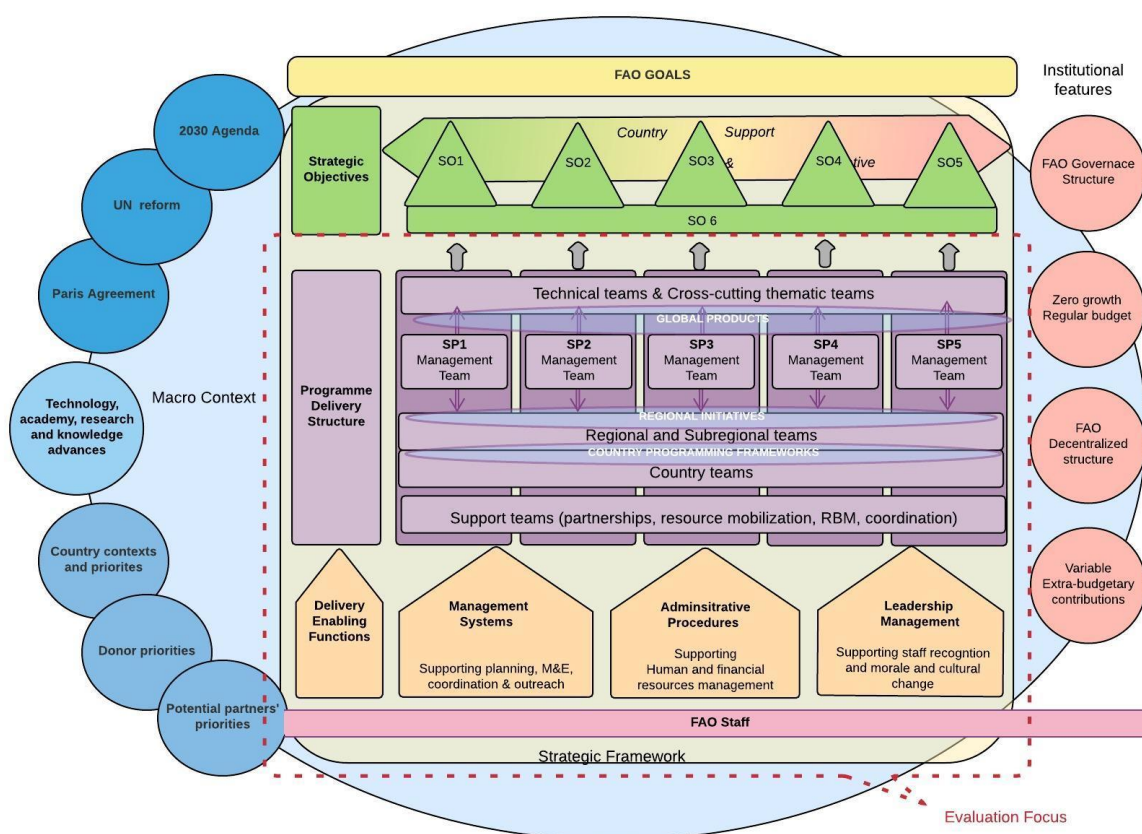 FAO GOALS
Institutional
features
2030 Agenda
UN reform
Paris Agreement
Technology,
academy, research
and knowledge
advances
Country contexts
and priorites
Donor priorities
Potential partners'
priorities
Macro Context
Strategic
Objectives
Country Support
&
SO1
SO2
SO3
SO4
SO5
SO 6
Programme
Delivery
Structure
Technical teams & Cross-cutting thematic teams
GLOBAL PRODUCTS
SP1
Management
Team
SP2
Management
Team
SP3
Management
Team
SP4
Management
Team
SP5
Management
Team
REGIONAL INITIATIVES
Regional and Subregional teams
COUNTRY PROGRAMMING FRAMEWORKS
Country teams
Support teams (partnerships, resource mobilization, RBM, coordination)
Delivery
Enabling
Functions
Management
Systems
Supporting planning, M&E,
coordination & outreach
Adminsitrative
Procedures
Supporting
Human and financial
resources management
Leadership
Management
Supporting staff recogntion
and morale and cultural
change
FAO Staff
Strategic Framework
FAO Governace
Structure
Zero growth
Regular budget
FAO
Decentralized
structure
Variable
Extra-budgetary
contributions
Evaluation Focus